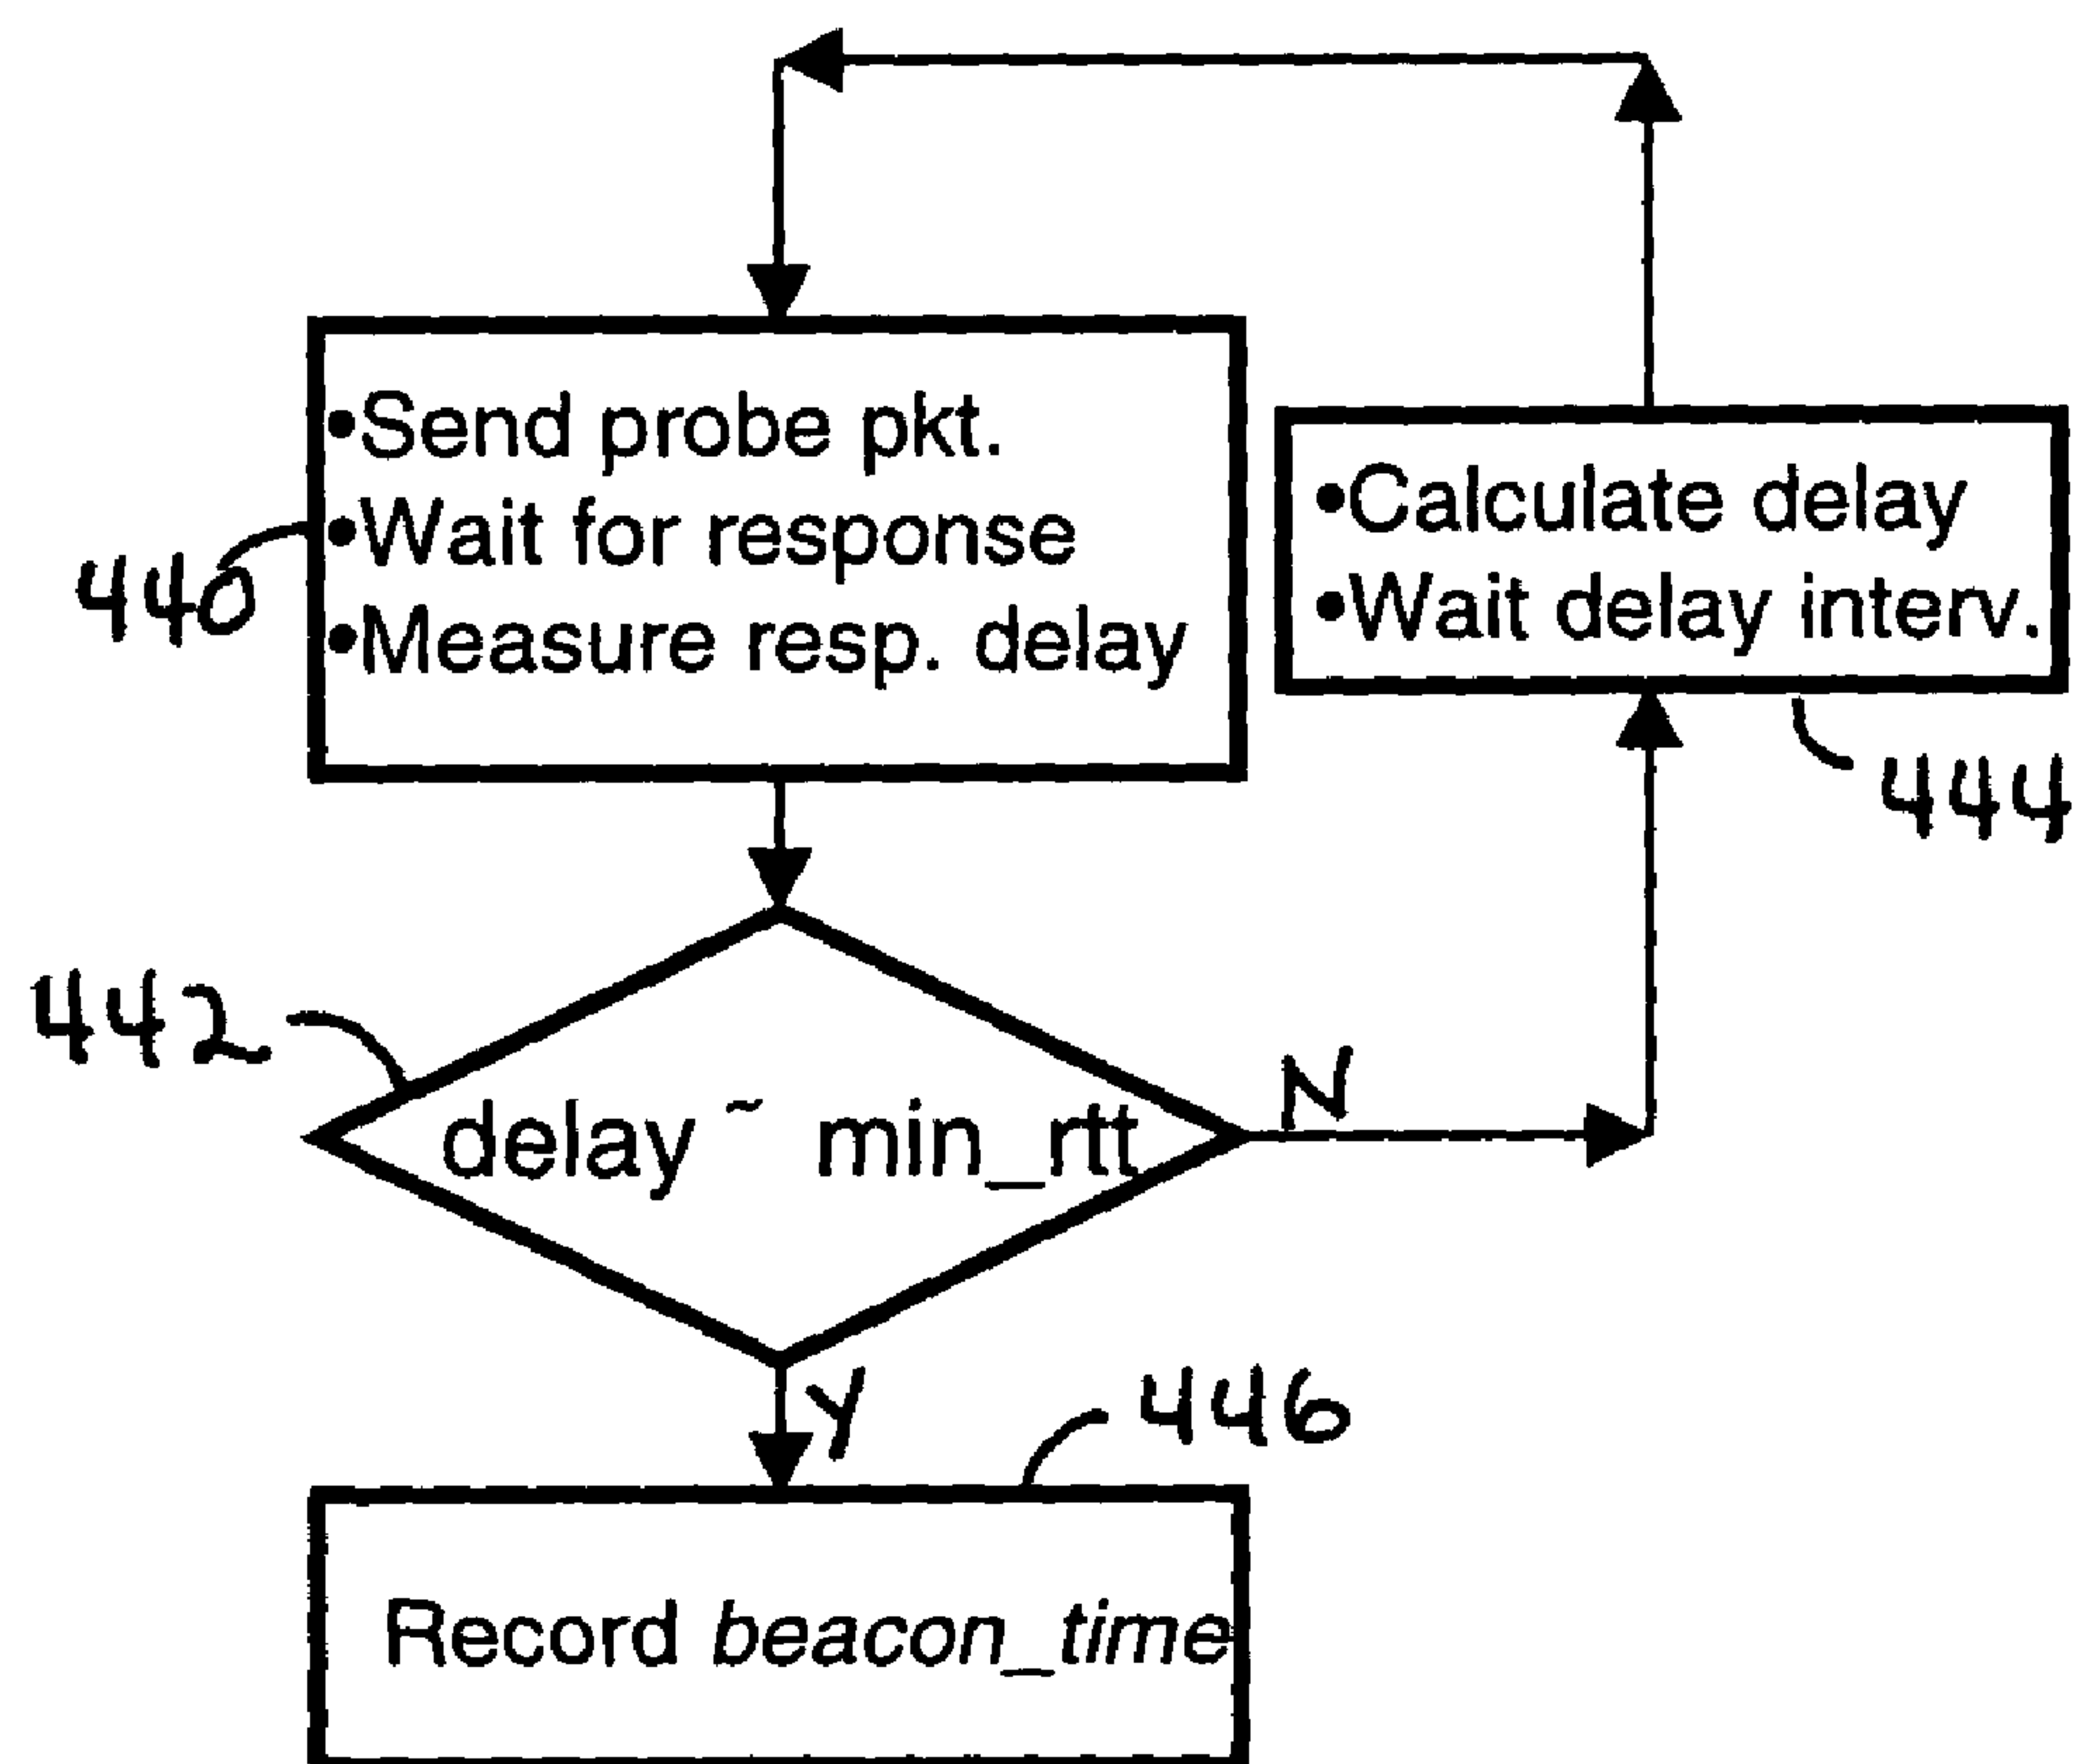 •Send probe pkt.
•Wait for response
•Measure resp. delay
440
•Calculate delay
•Wait delay interv.
444
442
delay ~ min_rtt
N
Y
446
Record beacon_time